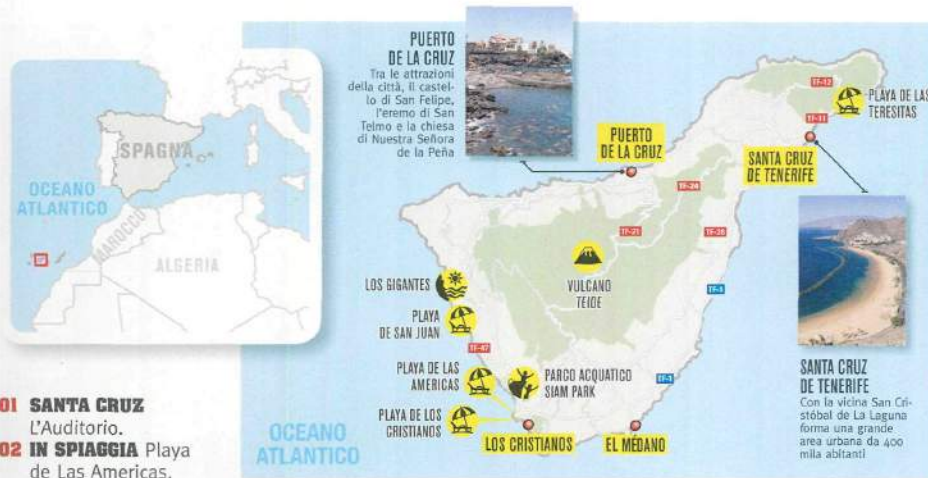 PUERTO
DE LA CRUZ
Tra le attrazioni
della città, il castel-
lo di San Felipe,
l'eremo di San
Telmo e la chiesa
di Nuestra Señora
de la Peña
SPAGNA
OCEANO
ATLANTICO
MAROCCO
ALGERIA
PUERTO
DE LA CRUZ
TF-12
PLAYA DE LAS
TERESITAS
TF-11
SANTA CRUZ
DE TENERIFE
TF-24
TF-21
TF-28
VULCANO
TEIDE
LOS GIGANTES
PLAYA
DE SAN JUAN
TF-47
PLAYA DE LAS
AMERICAS
PARCO ACQUATICO
SIAM PARK
TF-1
PLAYA DE LOS
CRISTIANOS
LOS CRISTIANOS
EL MÉDANO
OCEANO
ATLANTICO
SANTA CRUZ
DE TENERIFE
Con la vicina San Cri-
stóbal de La Laguna
forma una grande
area urbana da 400
mila abitanti
01 SANTA CRUZ
L'Auditorio.
02 IN SPIAGGIA Playa
de Las Americas.